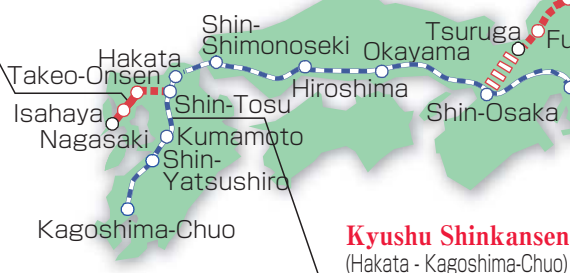 Tsuruga
Fu
Shin-
Shimonoseki
Hakata
Okayama
Takeo-Onsen
Hiroshima
Shin-Osaka
Isahaya
Shin-Tosu
Nagasaki
Kumamoto
Shin-
Yatsushiro
Kagoshima-Chuo
Kyushu Shinkansen
(Hakata - Kagoshima-Chuo)